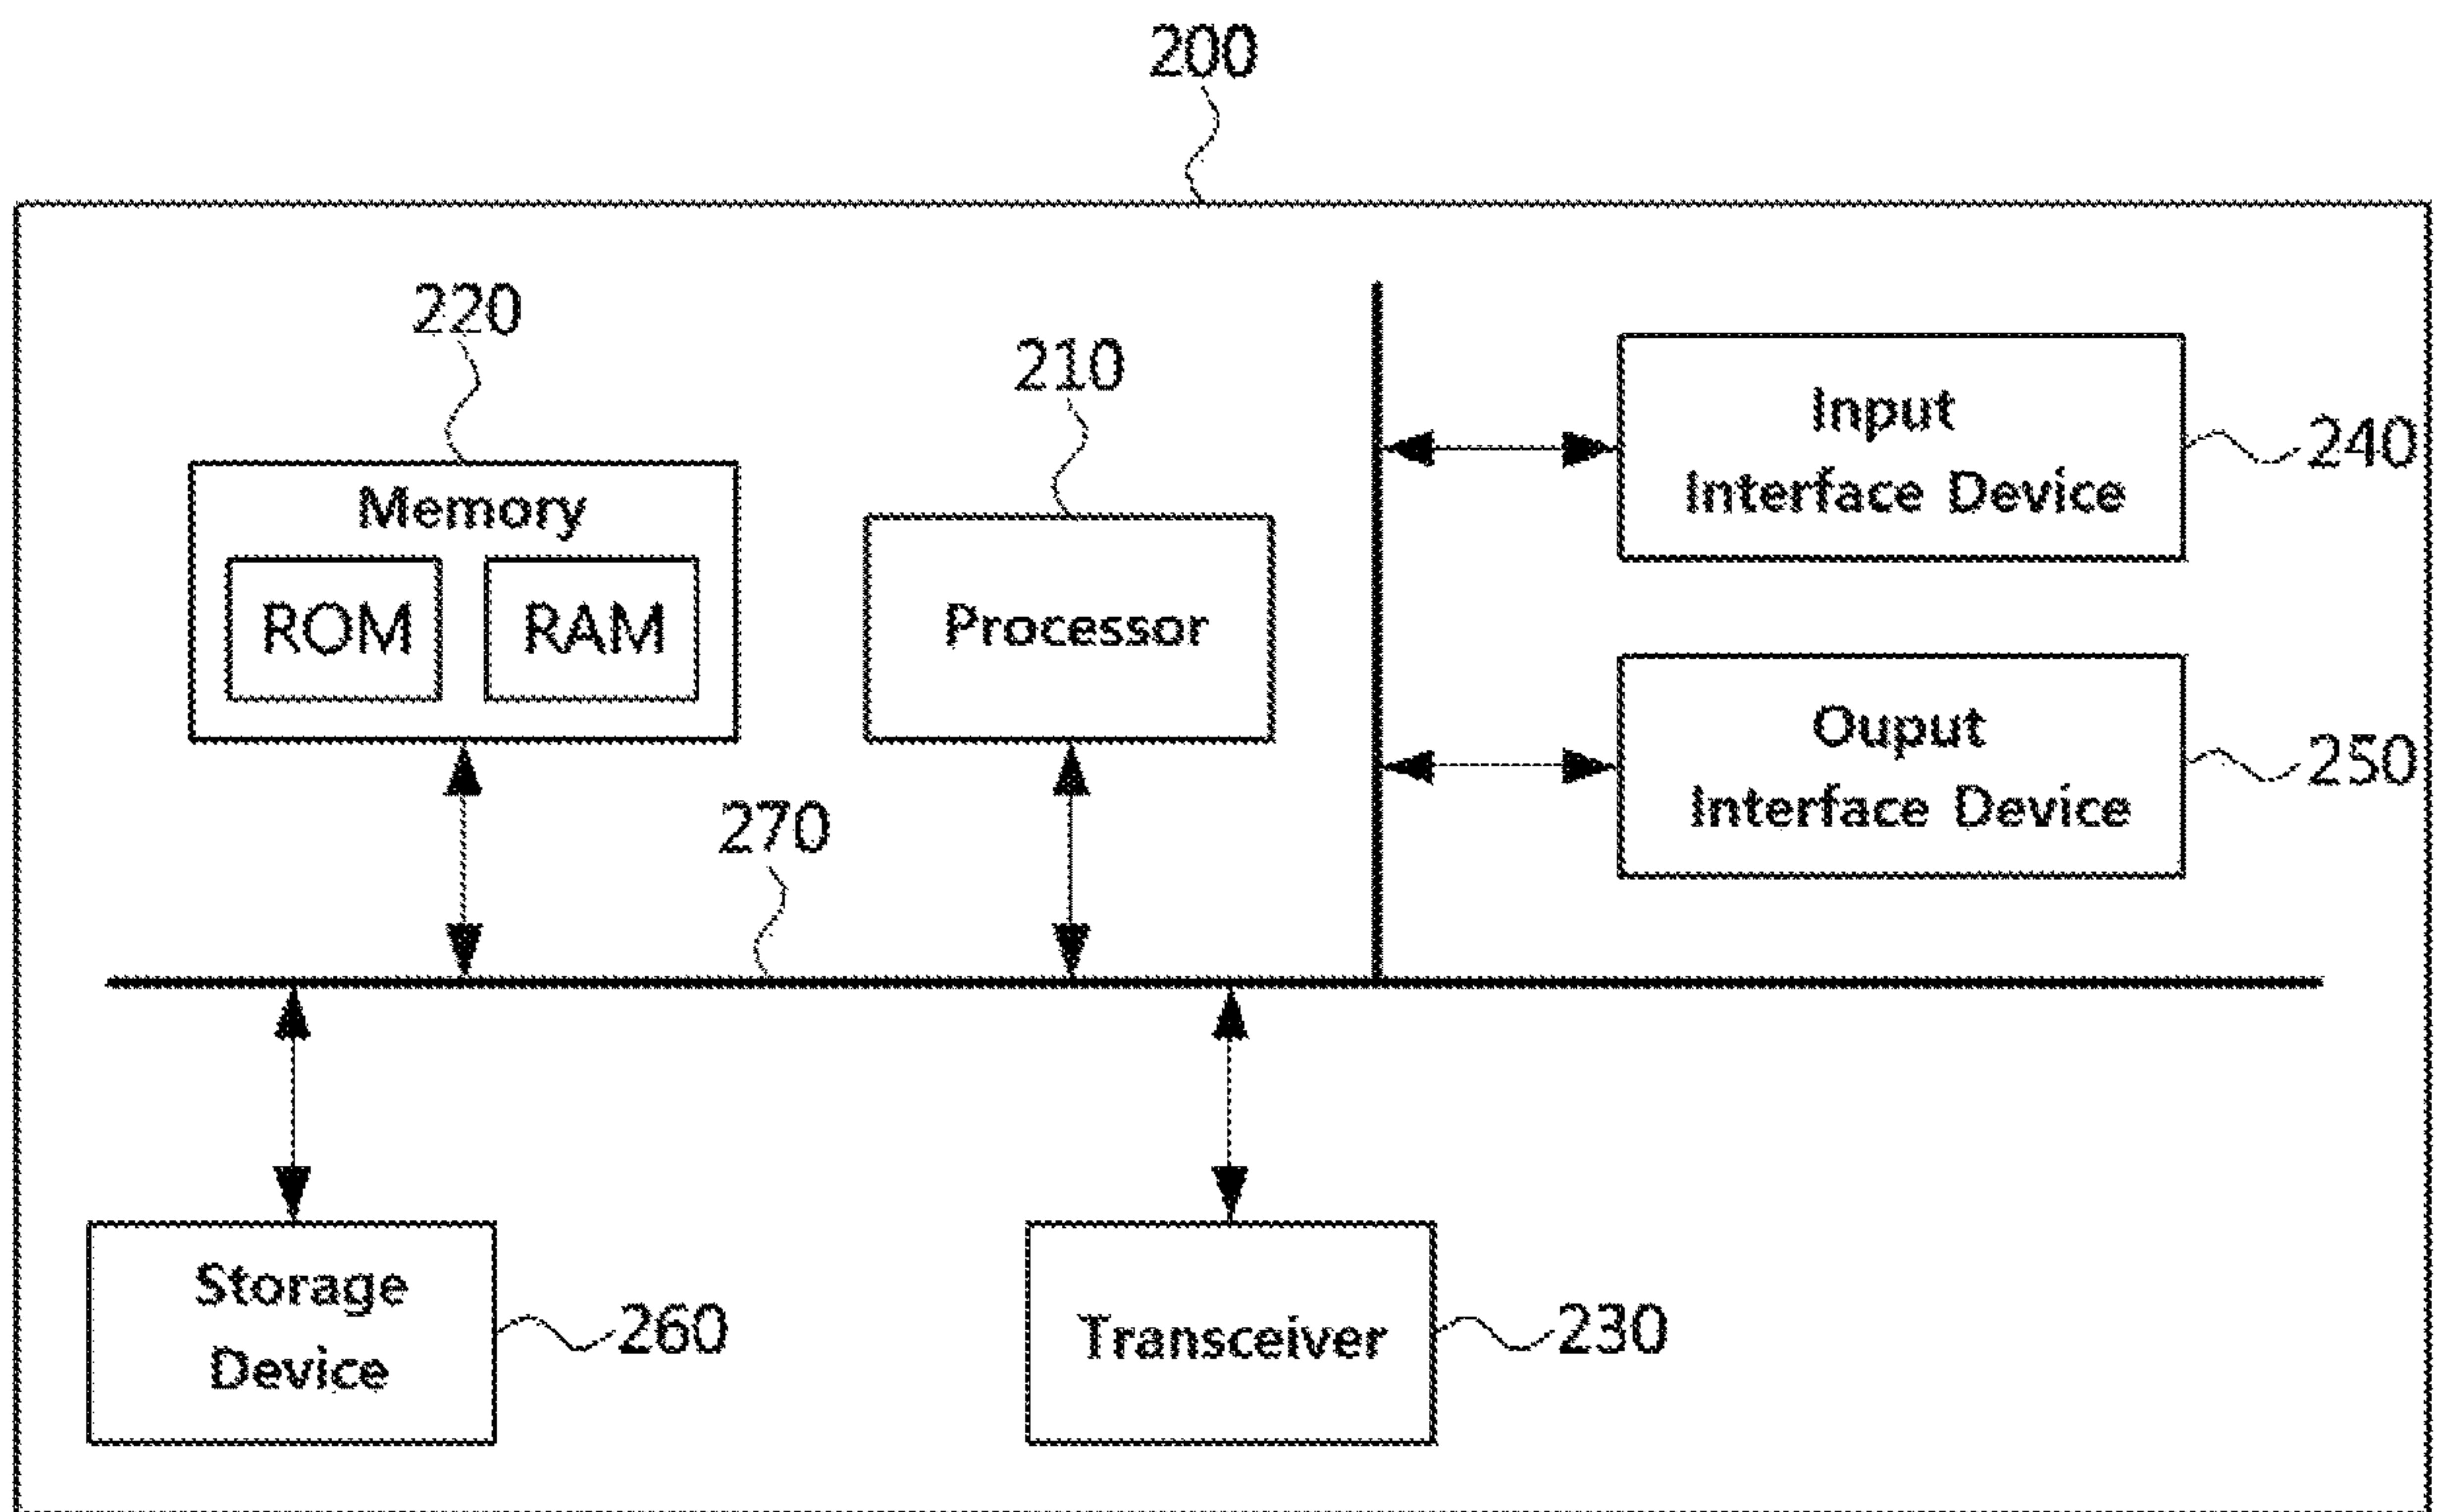 200
220
210
Memory
ROM RAM
Processor
Input
Interface Device
240
Ouput
Interface Device
250
270
Storage
Device
260
Transceiver
230